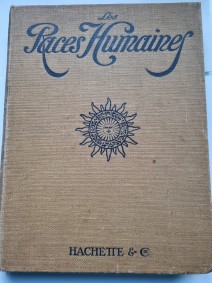 Les
Races Humaines
HACHETTE & Cie